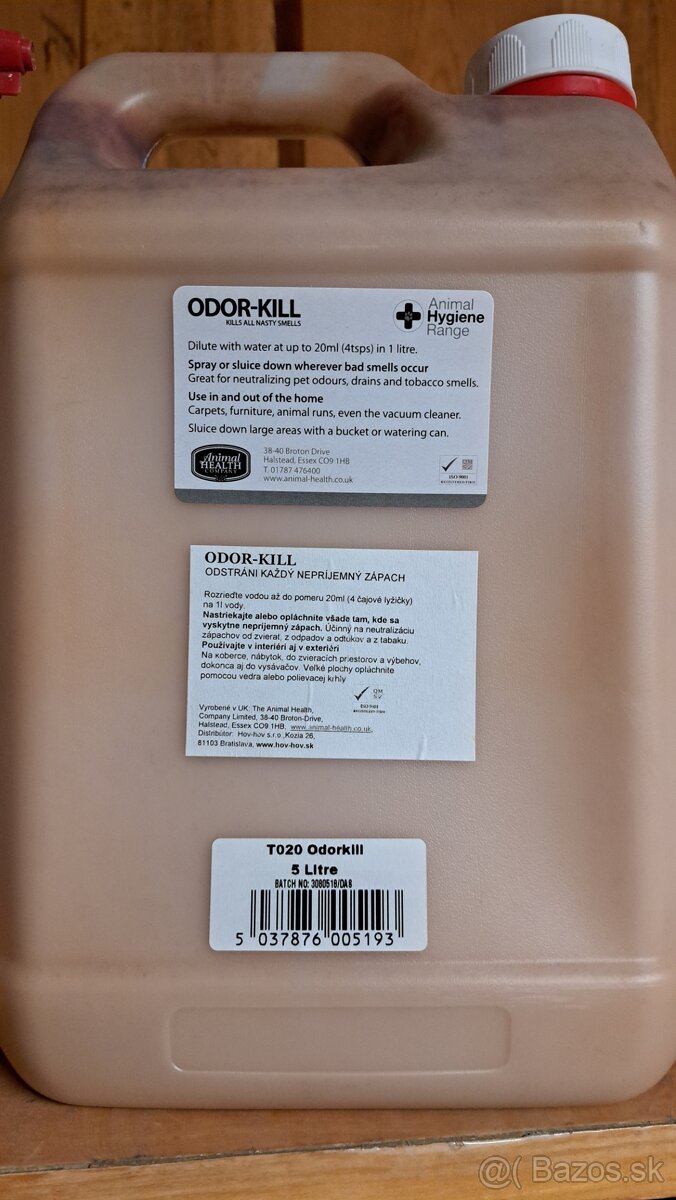 ODOR-KILL
KILLS ALL NASTY SMELLS
Animal
Hygiene
Range
Dilute with water at up to 20ml (4tsps) in 1 litre.
Spray or sluice down wherever bad smells occur
Great for neutralizing pet odours, drains and tobacco smells.
Use in and out of the home
Carpets, furniture, animal runs, even the vacuum cleaner.
Sluice down large areas with a bucket or watering can.
Animal
HEALTH
COMPANY
38-40 Broton Drive
Halstead, Essex CO9 1HB
T. 01787 476400
www.animal-health.co.uk
ISO 9001
REGISTERED FIRM
ODOR-KILL
ODSTRÁNI KAŽDÝ NEPRÍJEMNÝ ZÁPACH
Rozrieďte vodou až do pomeru 20ml (4 čajové lyžičky)
na 1l vody.
Nastriekajte alebo opláchnite všade tam, kde sa
vyskytne nepríjemný zápach. Účinný na neutralizáciu
zápachov od zvierat, z odpadov a odtokov a z tabaku.
Používajte v interiéri aj v exteriéri
Na koberce, nábytok, do zvieracích priestorov a výbehov,
dokonca aj do vysávačov. Veľké plochy opláchnite
pomocou vedra alebo polievacej krhly
ISO 9001
REGISTERED FIRM
Vyrobené v UK: The Animal Health,
Company Limited, 38-40 Broton-Drive,
Halstead, Essex CO9 1HB, www.animal-health.co.uk,
Distribútor: Hov-hov s.r.o.,Kozia 26,
81103 Bratislava, www.hov-hov.sk
T020 Odorkill
5 Litre
BATCH NO: 3080518/DA8
5 037876 005193
@( Bazos.sk